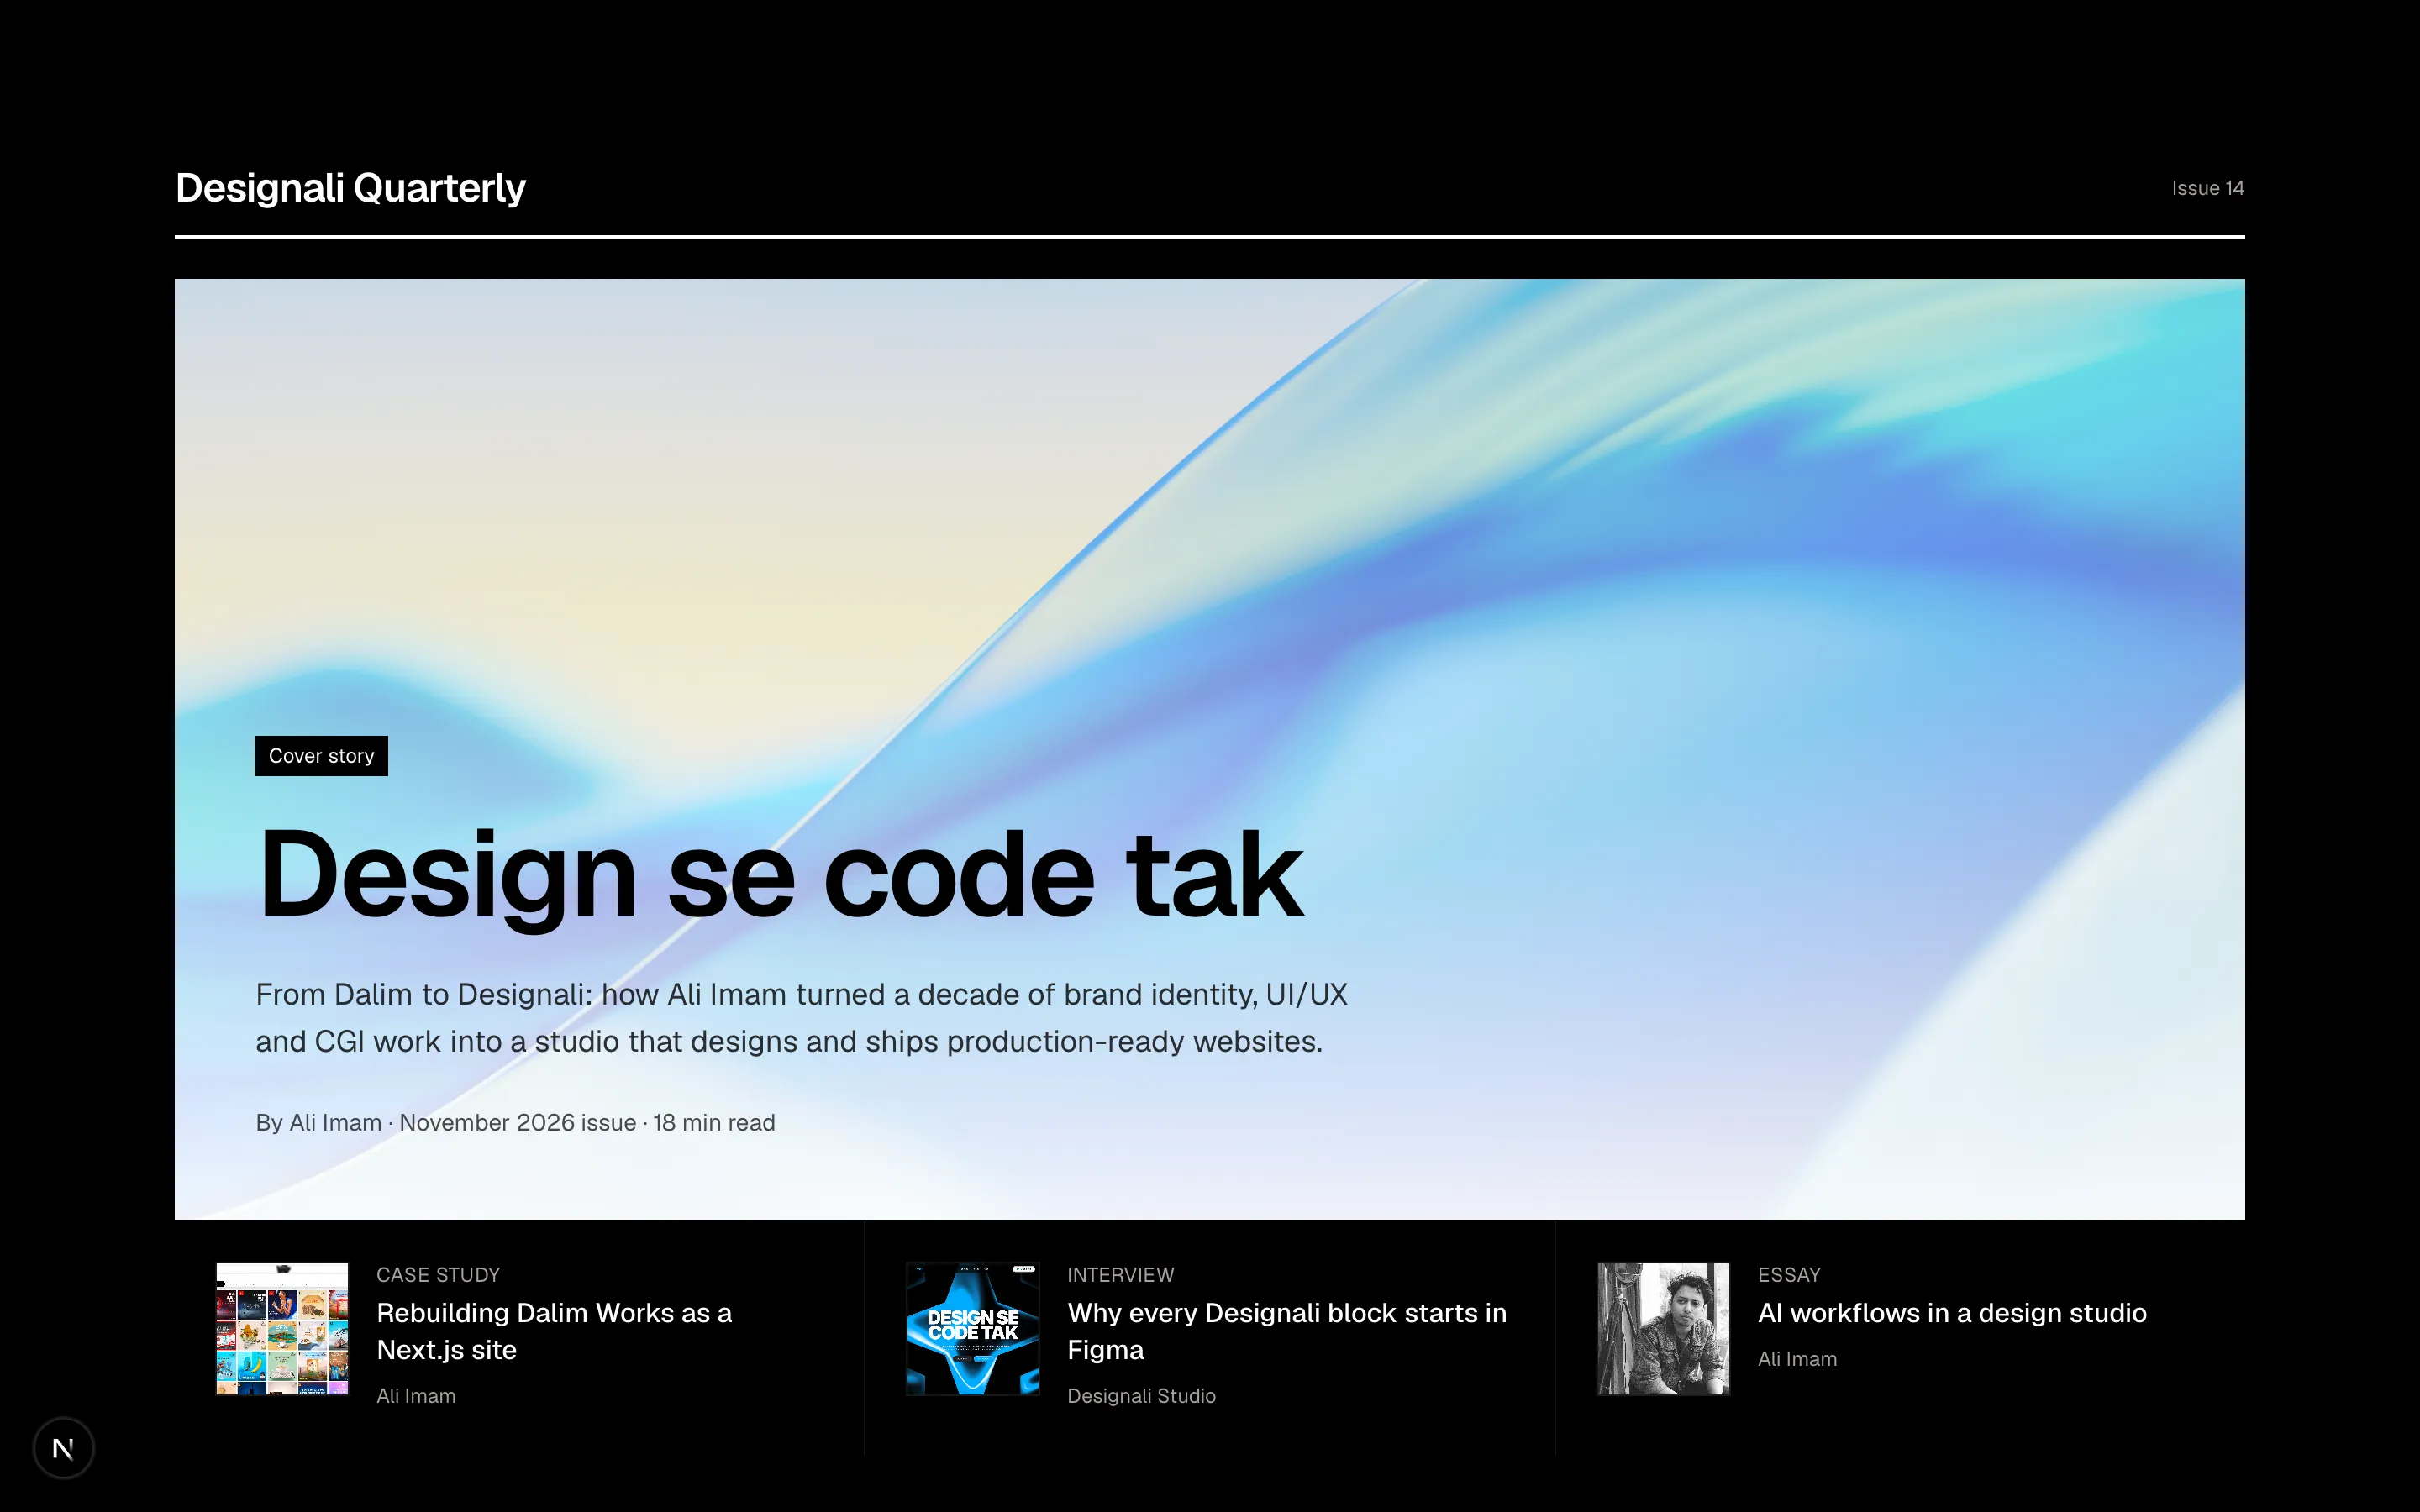 Designali Quarterly
Issue 14
Cover story
Design se code tak
From Dalim to Designali: how Ali Imam turned a decade of brand identity, UI/UX
and CGI work into a studio that designs and ships production-ready websites.
By Ali Imam · November 2026 issue · 18 min read
CASE STUDY
Rebuilding Dalim Works as a
Next.js site
Ali Imam
DESIGN SE
CODE TAK
INTERVIEW
Why every Designali block starts in
Figma
Designali Studio
ESSAY
AI workflows in a design studio
Ali Imam
N